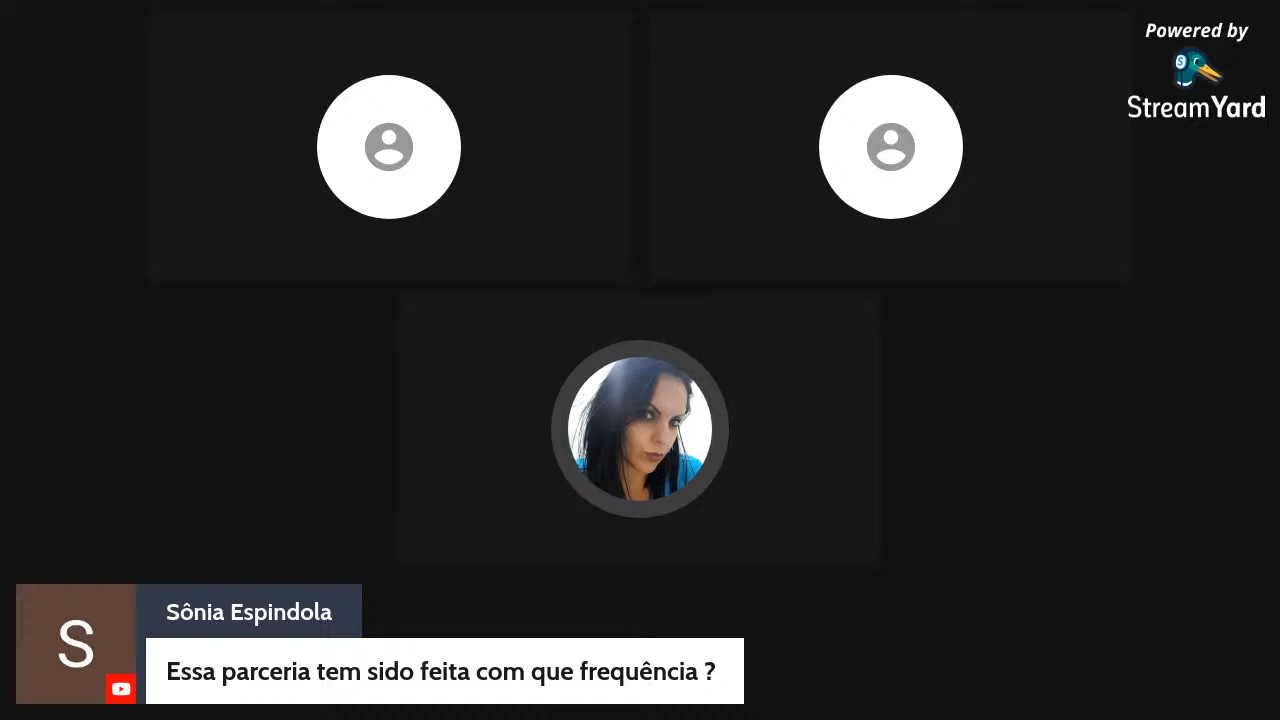 Powered by
S
StreamYard
S
Sônia Espindola
Essa parceria tem sido feita com que frequência ?